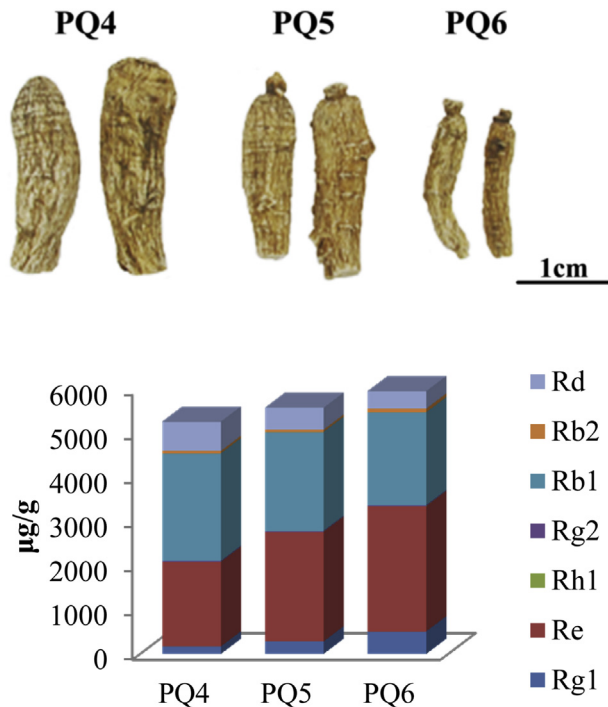 PQ4 PQ5 PQ6
1cm
6000
5000
4000
3000
2000
1000
0
µg/g
PQ4 PQ5 PQ6
Rd
Rb2
Rb1
Rg2
Rh1
Re
Rg1